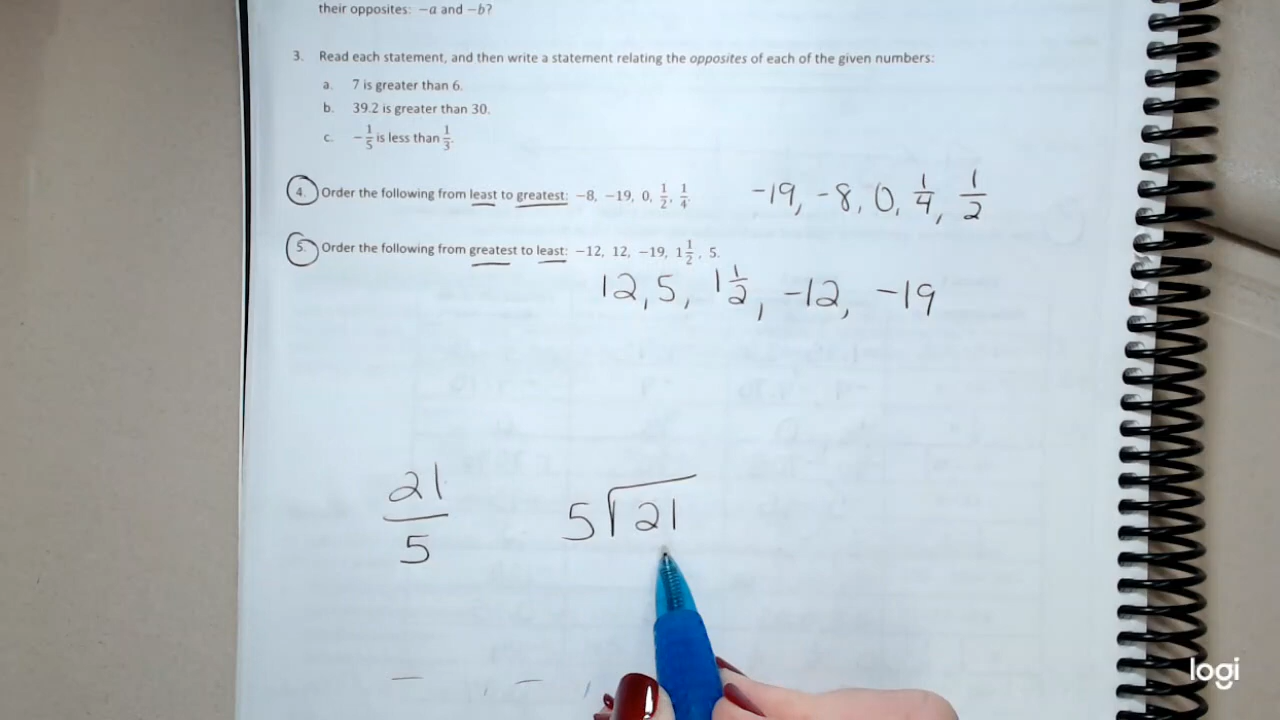 their opposites: −a and −b?
3. Read each statement, and then write a statement relating the opposites of each of the given numbers:
a. 7 is greater than 6.
b. 39.2 is greater than 30.
c. −1/5 is less than 1/3.
4. Order the following from least to greatest: −8, −19, 0, 1/2, 1/4 -19, -8, 0, 1/4, 1/2
5. Order the following from greatest to least: −12, 12, −19, 1 1/2, 5.
12, 5, 1 1/2, -12, -19
21/5 5√21
logi